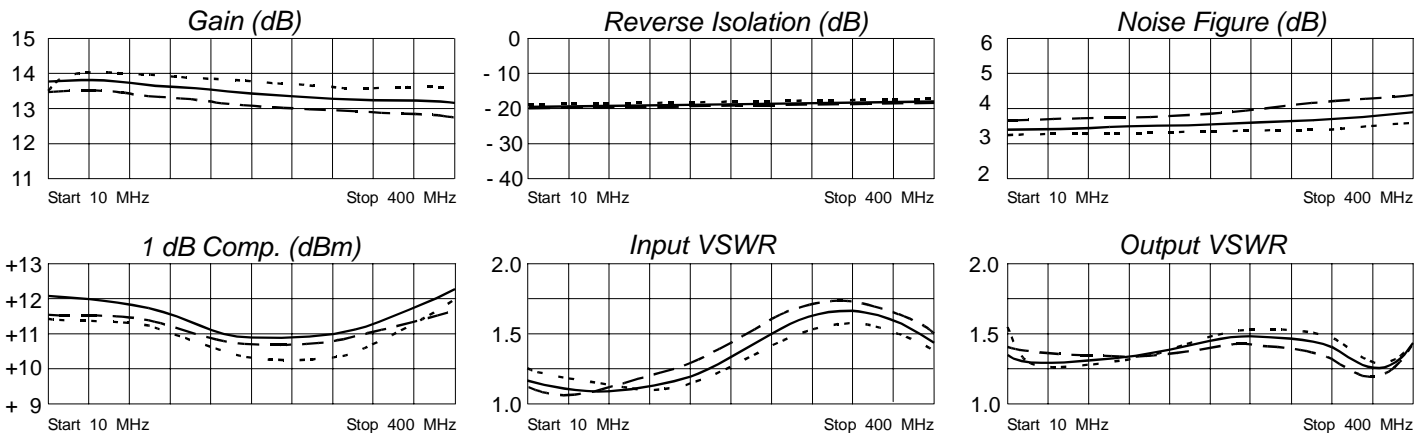 Gain (dB)
15
14
13
12
11
Start 10 MHz
Stop 400 MHz
Reverse Isolation (dB)
0
- 10
- 20
- 30
- 40
Start 10 MHz
Stop 400 MHz
Noise Figure (dB)
6
5
4
3
2
Start 10 MHz
Stop 400 MHz
1 dB Comp. (dBm)
+13
+12
+11
+10
+ 9
Start 10 MHz
Stop 400 MHz
Input VSWR
2.0
1.5
1.0
Start 10 MHz
Stop 400 MHz
Output VSWR
2.0
1.5
1.0
Start 10 MHz
Stop 400 MHz